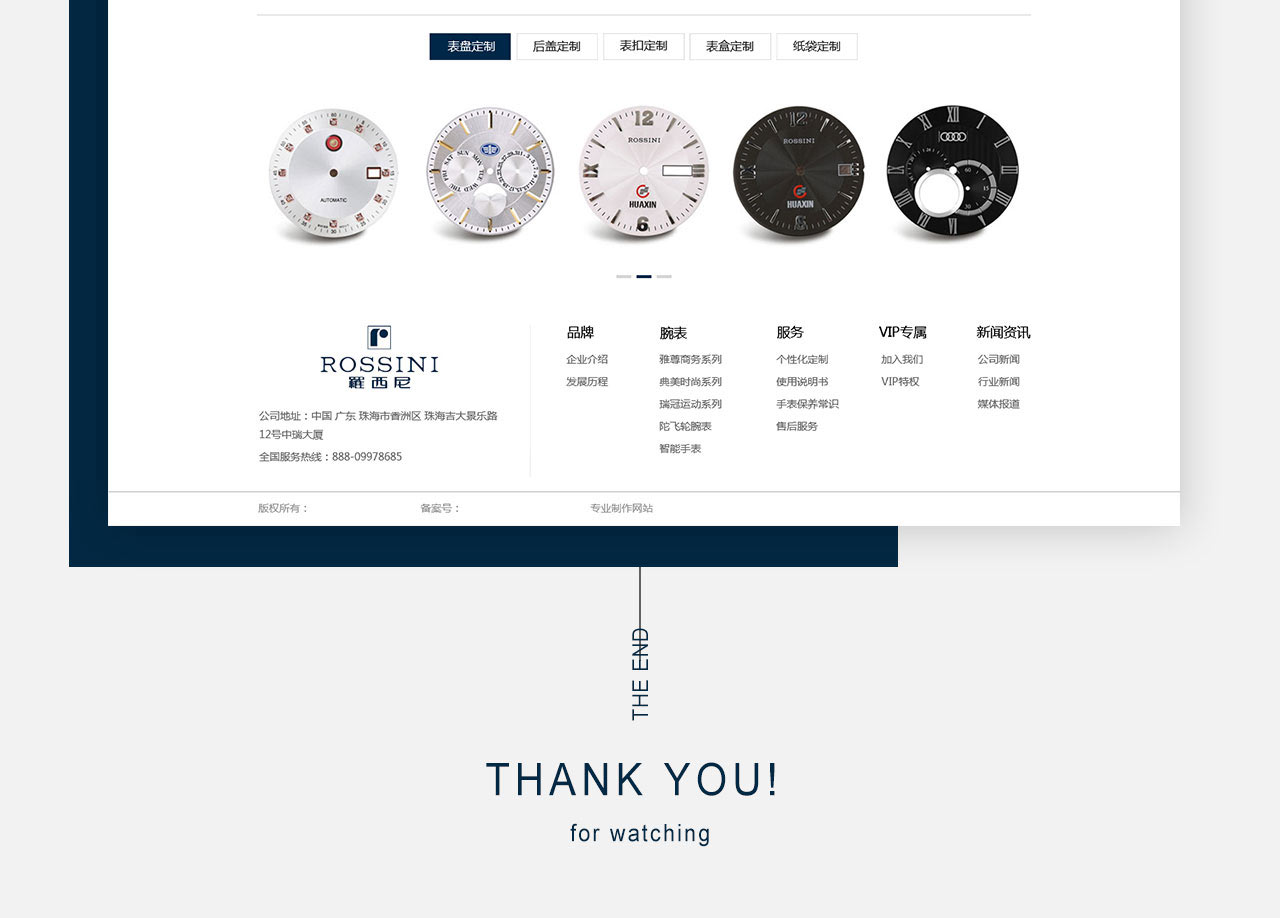 表盘定制 后盖定制 表扣定制 表盒定制 纸袋定制
AUTOMATIC
ROSSINI
HUAXIN
ROSSINI
HUAXIN
ROSSINI
羅西尼
公司地址：中国 广东 珠海市香洲区 珠海吉大景乐路
12号中瑞大厦
全国服务热线：888-09978685
品牌
企业介绍
发展历程
腕表
雅尊商务系列
典美时尚系列
瑞冠运动系列
陀飞轮腕表
智能手表
服务
个性化定制
使用说明书
手表保养常识
售后服务
VIP专属
加入我们
VIP特权
新闻资讯
公司新闻
行业新闻
媒体报道
版权所有： 备案号： 专业制作网站
THE END
THANK YOU!
for watching